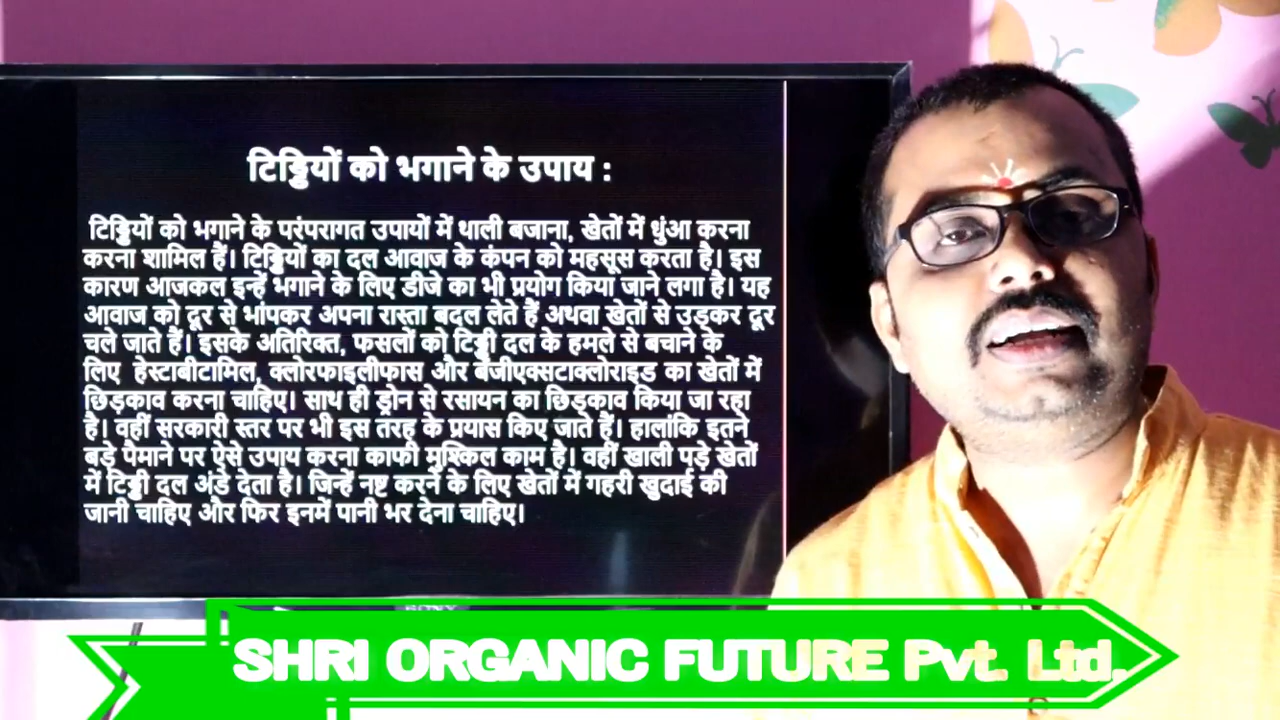 टिड्डियों को भगाने के उपाय :
टिड्डियों को भगाने के परंपरागत उपायों में थाली बजाना, खेतों में धुंआ करना
करना शामिल हैं। टिड्डियों का दल आवाज के कंपन को महसूस करता है। इस
कारण आजकल इन्हें भगाने के लिए डीजे का भी प्रयोग किया जाने लगा है। यह
आवाज को दूर से भांपकर अपना रास्ता बदल लेते हैं अथवा खेतों से उड़कर दूर
चले जाते हैं। इसके अतिरिक्त, फसलों को टिड्डी दल के हमले से बचाने के
लिए हेस्टाबीटामिल, क्लोरफाइलीफास और बेंजीएक्सटाक्लोराइड का खेतों में
छिड़काव करना चाहिए। साथ ही ड्रोन से रसायन का छिड़काव किया जा रहा
है। वहीं सरकारी स्तर पर भी इस तरह के प्रयास किए जाते हैं। हालांकि इतने
बड़े पैमाने पर ऐसे उपाय करना काफी मुश्किल काम है। वहीं खाली पड़े खेतों
में टिड्डी दल अंडे देता है। जिन्हें नष्ट करने के लिए खेतों में गहरी खुदाई की
जानी चाहिए और फिर इनमें पानी भर देना चाहिए।
SONY
SHRI ORGANIC FUTURE Pvt. Ltd.